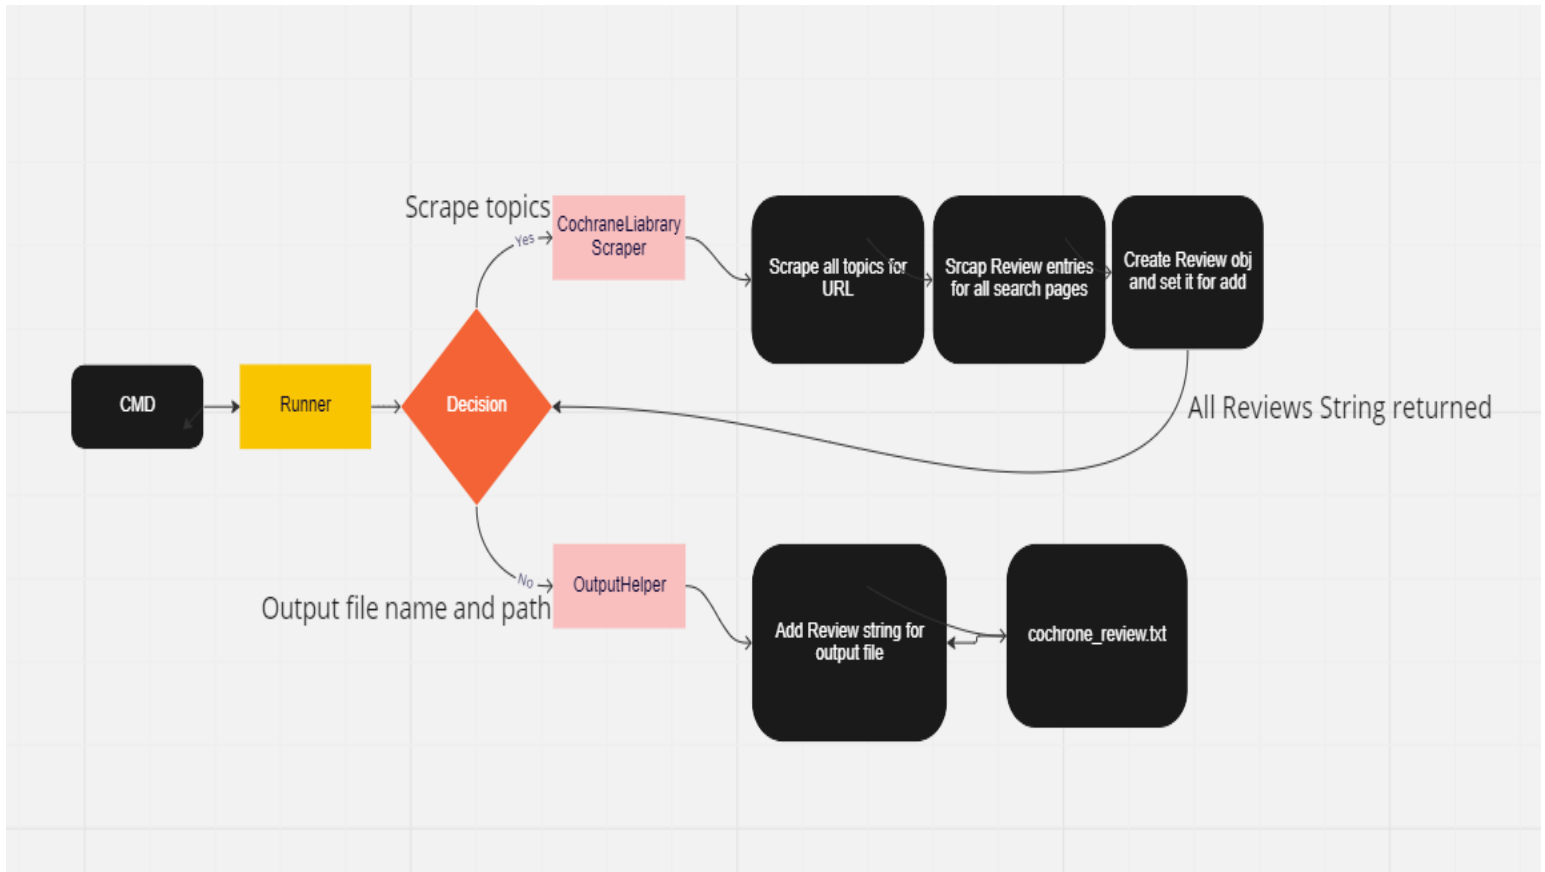 Scrape topics
CochraneLiabrary
Scraper
Yes
Scrape all topics for
URL
Srcap Review entries
for all search pages
Create Review obj
and set it for add
CMD
Runner
Decision
All Reviews String returned
No
OutputHelper
Output file name and path
Add Review string for
output file
cochrone_review.txt